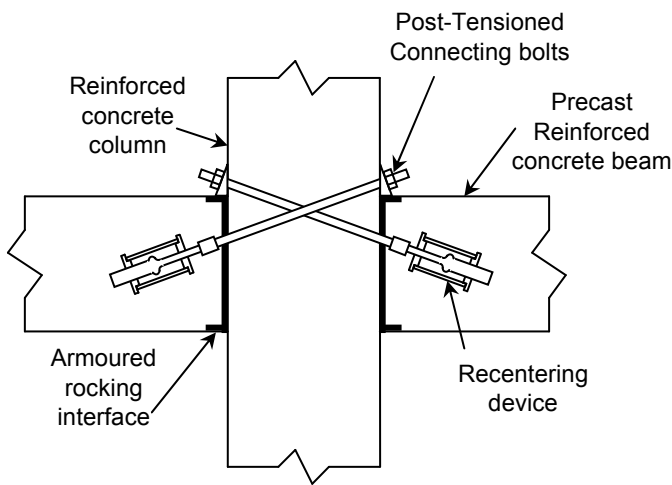 Post-Tensioned
Connecting bolts
Reinforced
concrete
column
Precast
Reinforced
concrete beam
Armoured
rocking
interface
Recentering
device